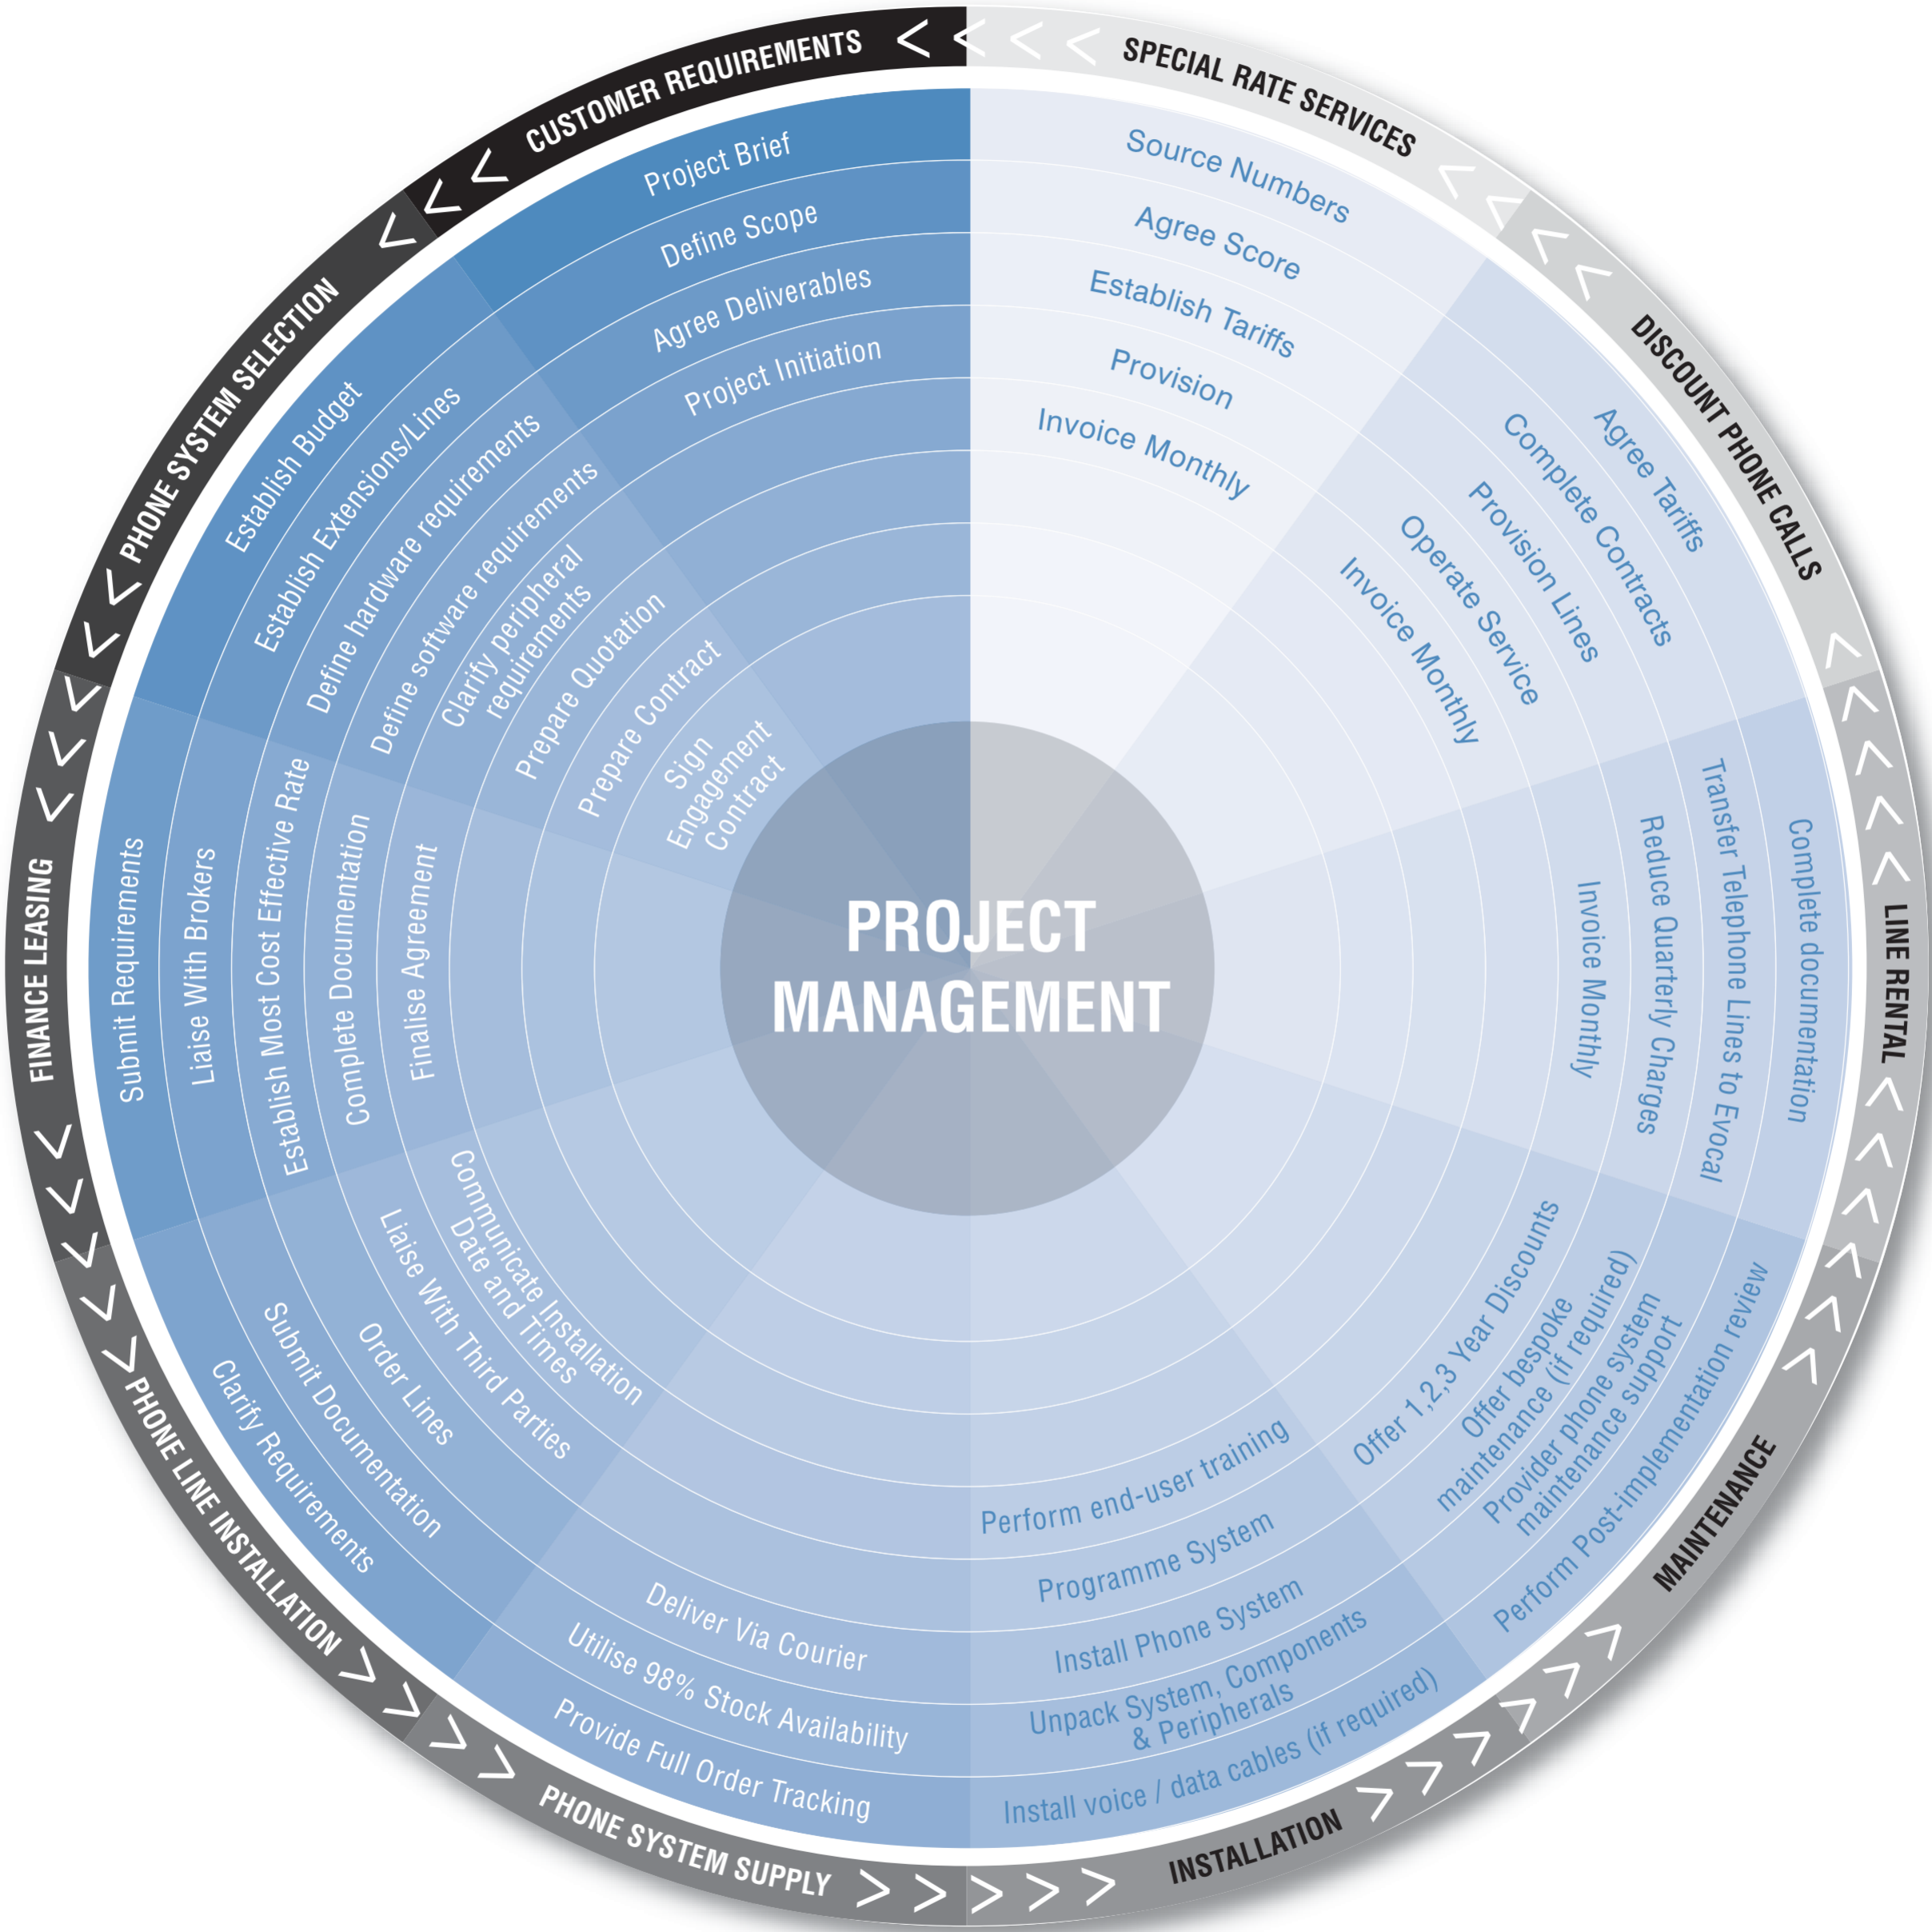 PROJECT
MANAGEMENT
CUSTOMER REQUIREMENTS
Project Brief
Define Scope
Agree Deliverables
Project Initiation
PHONE SYSTEM SELECTION
Establish Budget
Establish Extensions/Lines
Define hardware requirements
Define software requirements
Clarify peripheral
requirements
Prepare Quotation
Prepare Contract
Sign
Engagement
Contract
FINANCE LEASING
Submit Requirements
Liaise With Brokers
Establish Most Cost Effective Rate
Complete Documentation
Finalise Agreement
PHONE LINE INSTALLATION
Clarify Requirements
Submit Documentation
Order Lines
Liaise With Third Parties
Communicate Installation
Date and Times
PHONE SYSTEM SUPPLY
Provide Full Order Tracking
Utilise 98% Stock Availability
Deliver Via Courier
INSTALLATION
Install voice / data cables (if required)
Unpack System, Components
& Peripherals
Install Phone System
Programme System
Perform end-user training
MAINTENANCE
Perform Post-implementation review
Provider phone system
maintenance support
Offer bespoke
maintenance (if required)
Offer 1,2,3 Year Discounts
LINE RENTAL
Complete documentation
Transfer Telephone Lines to Evocal
Reduce Quarterly Charges
Invoice Monthly
DISCOUNT PHONE CALLS
Agree Tariffs
Complete Contracts
Provision Lines
Operate Service
Invoice Monthly
SPECIAL RATE SERVICES
Source Numbers
Agree Score
Establish Tariffs
Provision
Invoice Monthly